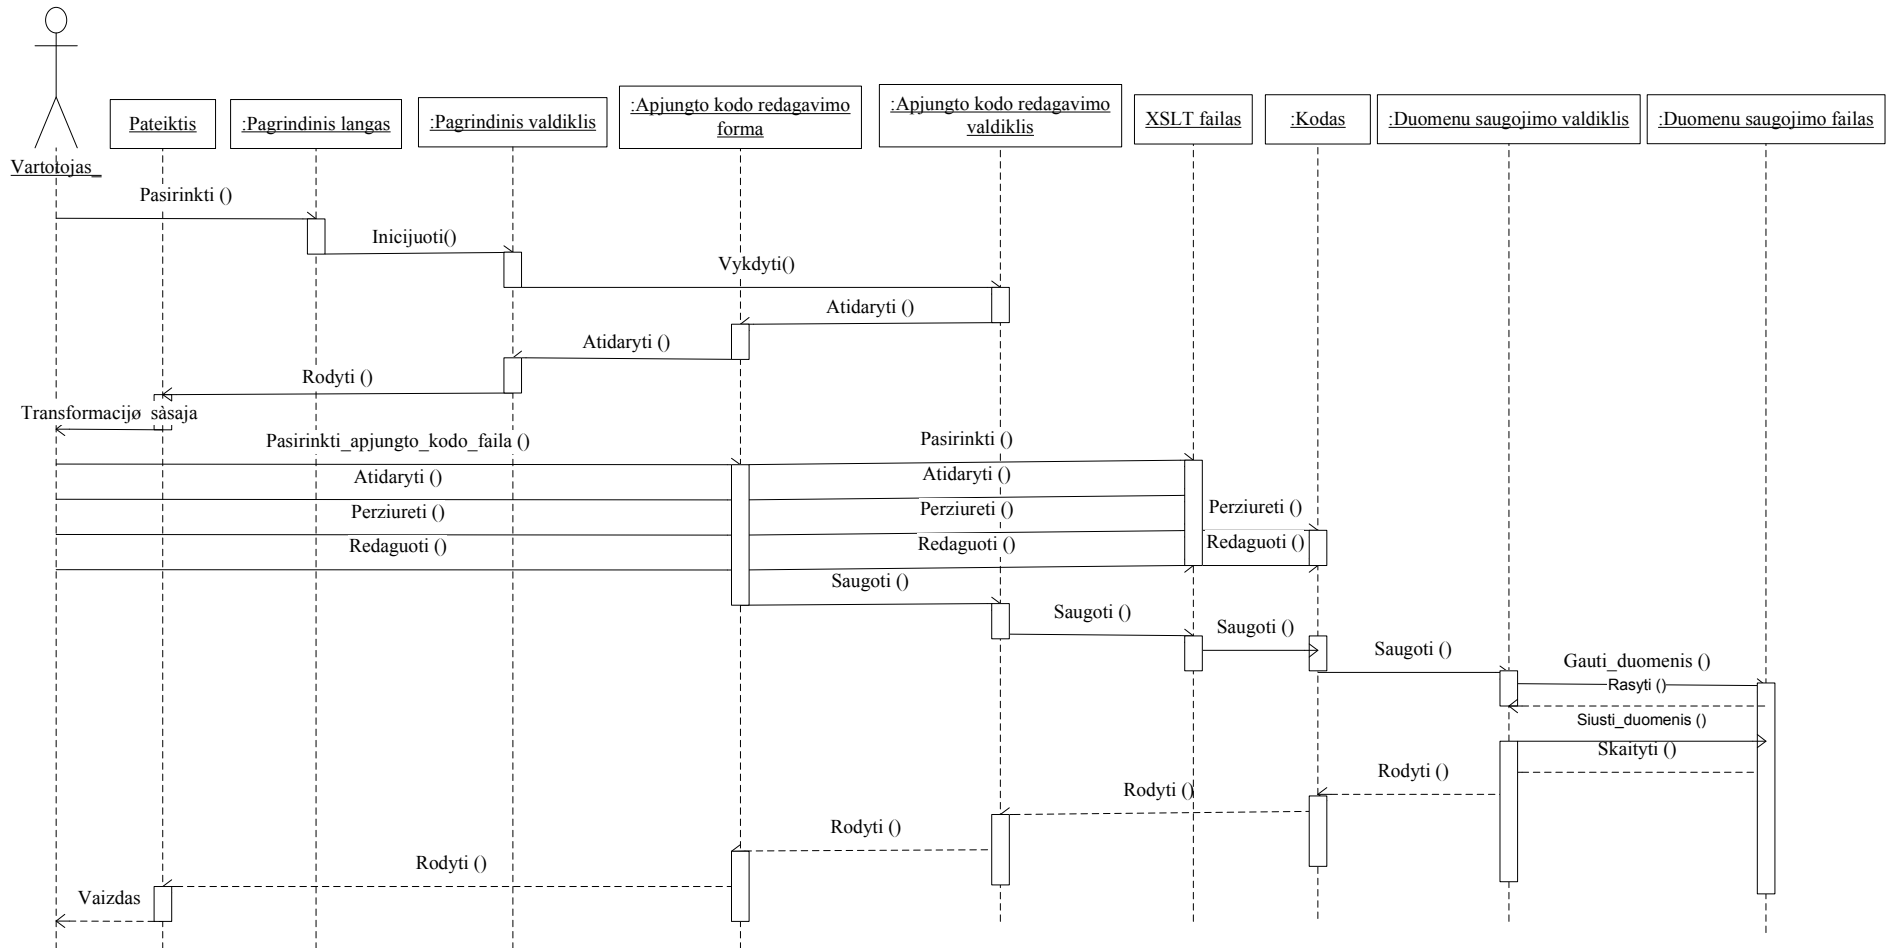 :Apjungto kodo redagavimo
forma
:Apjungto kodo redagavimo
valdiklis
Pateiktis
:Pagrindinis langas
:Pagrindinis valdiklis
XSLT failas
:Kodas
:Duomenu saugojimo valdiklis
:Duomenu saugojimo failas
Vartotojas_
Pasirinkti ()
Inicijuoti()
Vykdyti()
Atidaryti ()
Atidaryti ()
Rodyti ()
Transformacijø sàsaja
Pasirinkti_apjungto_kodo_faila ()
Pasirinkti ()
Atidaryti ()
Atidaryti ()
Perziureti ()
Perziureti ()
Perziureti ()
Redaguoti ()
Redaguoti ()
Redaguoti ()
Saugoti ()
Saugoti ()
Saugoti ()
Saugoti ()
Gauti_duomenis ()
Rasyti ()
Siusti_duomenis ()
Skaityti ()
Rodyti ()
Rodyti ()
Rodyti ()
Rodyti ()
Vaizdas